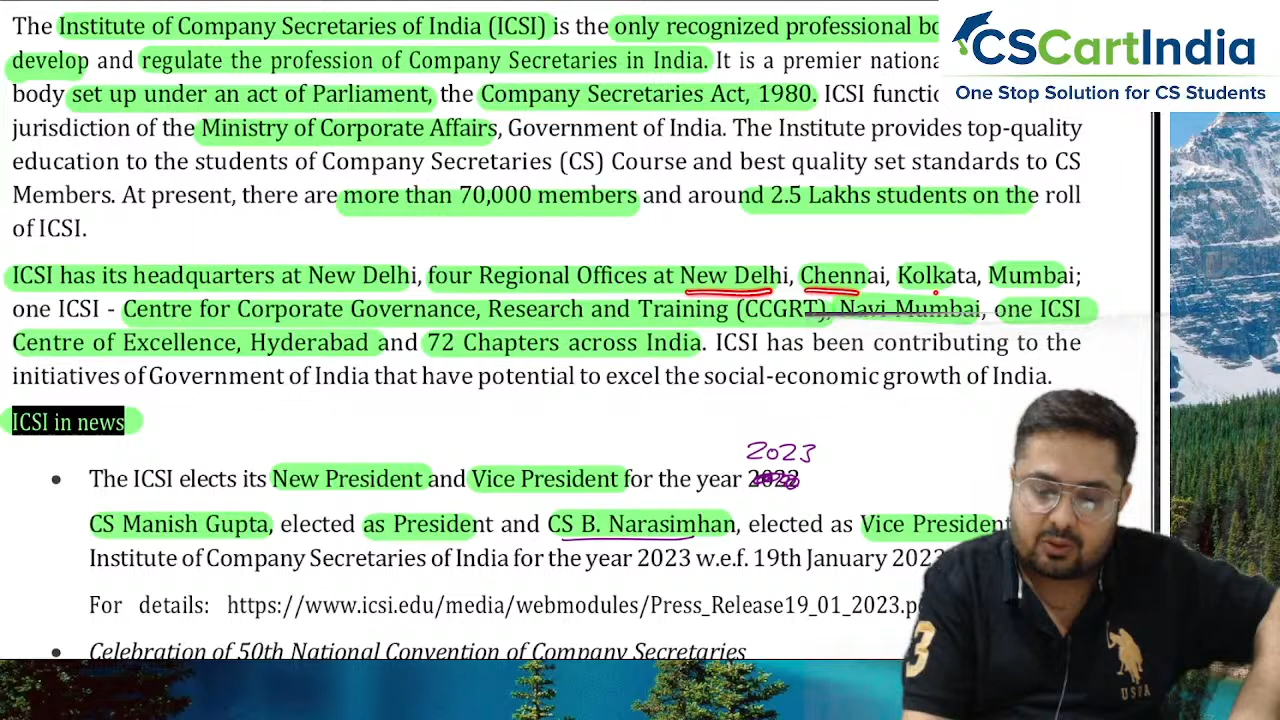 The Institute of Company Secretaries of India (ICSI) is the only recognized professional bo
develop and regulate the profession of Company Secretaries in India. It is a premier nationa
body set up under an act of Parliament, the Company Secretaries Act, 1980. ICSI functio
jurisdiction of the Ministry of Corporate Affairs, Government of India. The Institute provides top-quality
education to the students of Company Secretaries (CS) Course and best quality set standards to CS
Members. At present, there are more than 70,000 members and around 2.5 Lakhs students on the roll
of ICSI.
ICSI has its headquarters at New Delhi, four Regional Offices at New Delhi, Chennai, Kolkata, Mumbai;
one ICSI - Centre for Corporate Governance, Research and Training (CCGRT), Navi Mumbai, one ICSI
Centre of Excellence, Hyderabad and 72 Chapters across India. ICSI has been contributing to the
initiatives of Government of India that have potential to excel the social-economic growth of India.
ICSI in news
2023
• The ICSI elects its New President and Vice President for the year 2022
CS Manish Gupta, elected as President and CS B. Narasimhan, elected as Vice President
Institute of Company Secretaries of India for the year 2023 w.e.f. 19th January 2023
For details: https://www.icsi.edu/media/webmodules/Press_Release19_01_2023.p
• Celebration of 50th National Convention of Company Secretaries
CSCartIndia
One Stop Solution for CS Students
3
USPA